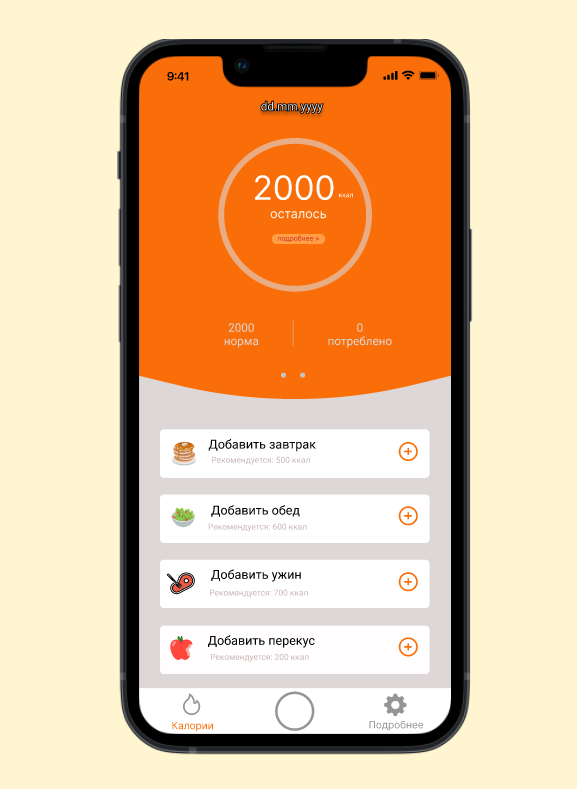 9:41
dd.mm.yyyy
2000 ккал
осталось
подробнее >
2000
норма
0
потреблено
Добавить завтрак
Рекомендуется: 500 ккал
Добавить обед
Рекомендуется: 600 ккал
Добавить ужин
Рекомендуется: 700 ккал
Добавить перекус
Рекомендуется: 200 ккал
Калории
Подробнее